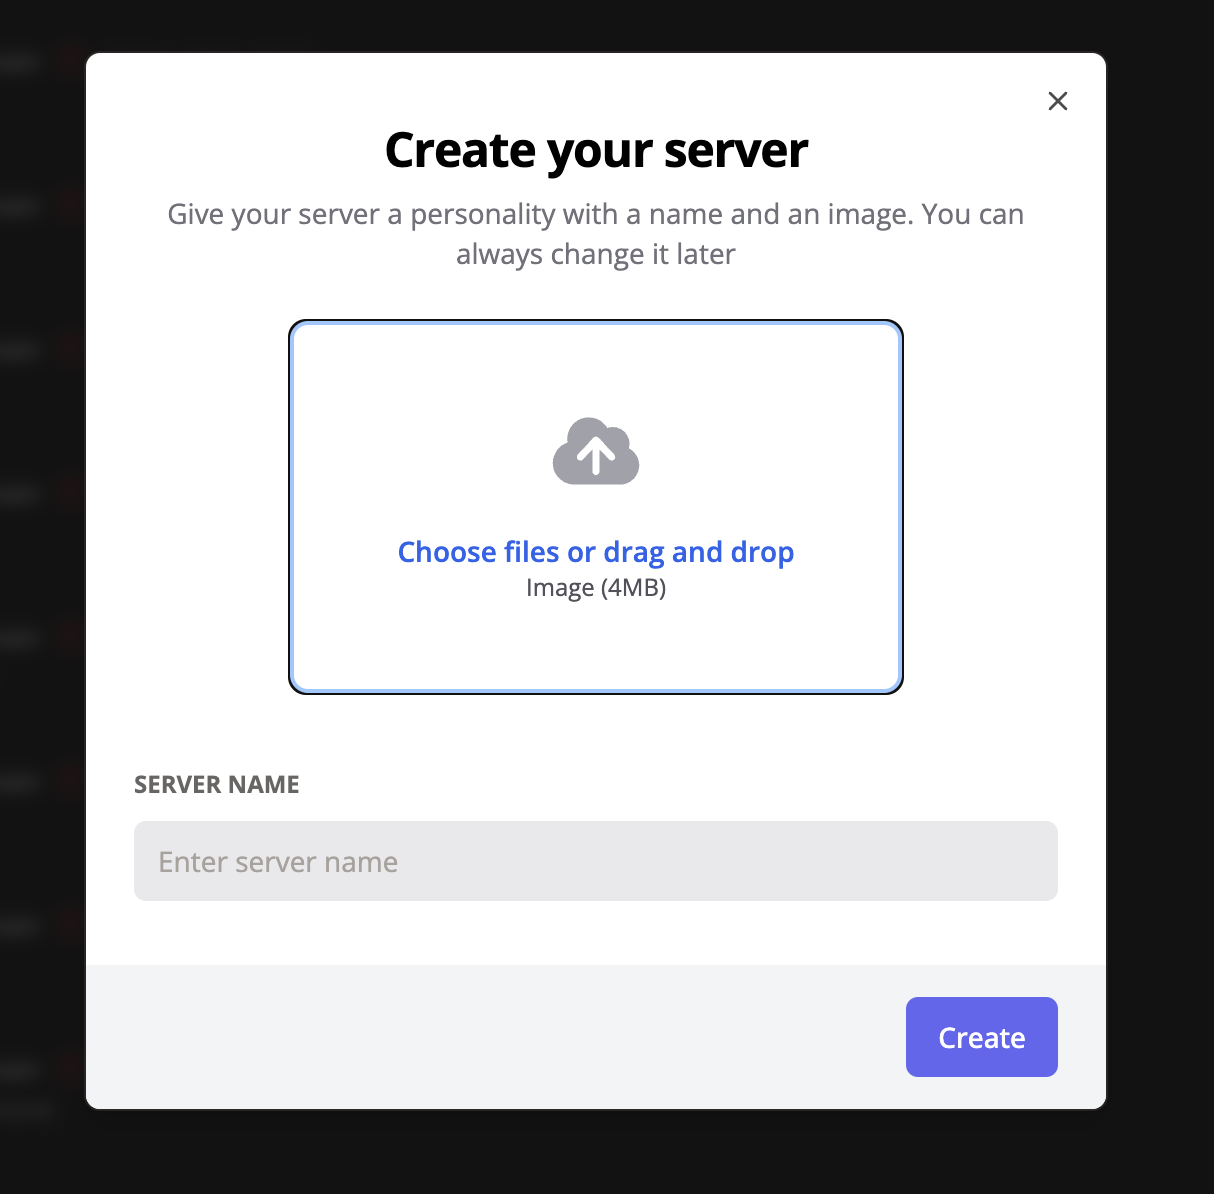 Create your server
Give your server a personality with a name and an image. You can
always change it later
Choose files or drag and drop
Image (4MB)
SERVER NAME
Enter server name
Create